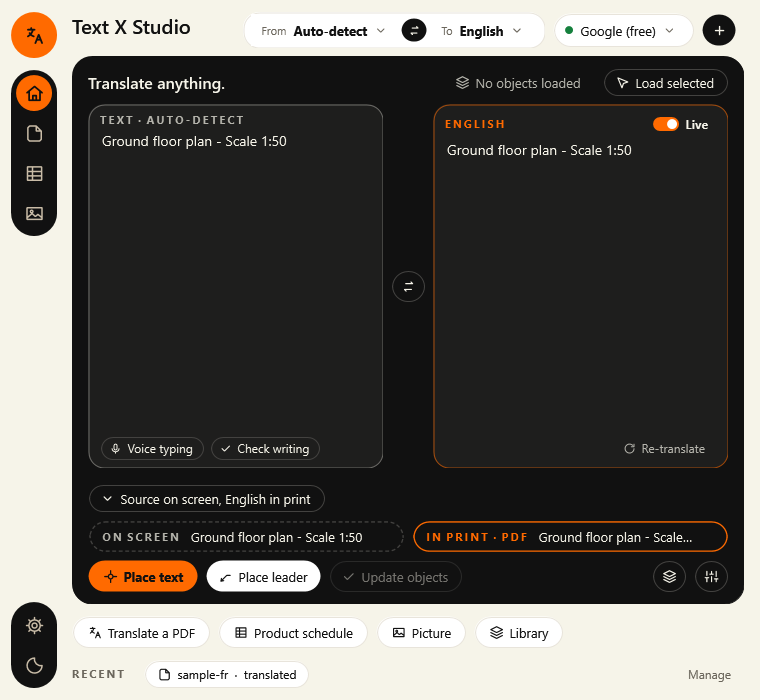 Text X Studio
From Auto-detect
To English
Google (free)
Translate anything.
No objects loaded
Load selected
TEXT · AUTO-DETECT
Ground floor plan - Scale 1:50
ENGLISH
Live
Ground floor plan - Scale 1:50
Voice typing
Check writing
Re-translate
Source on screen, English in print
ON SCREEN Ground floor plan - Scale 1:50
IN PRINT · PDF Ground floor plan - Scale...
Place text
Place leader
Update objects
Translate a PDF
Product schedule
Picture
Library
RECENT
sample-fr · translated
Manage